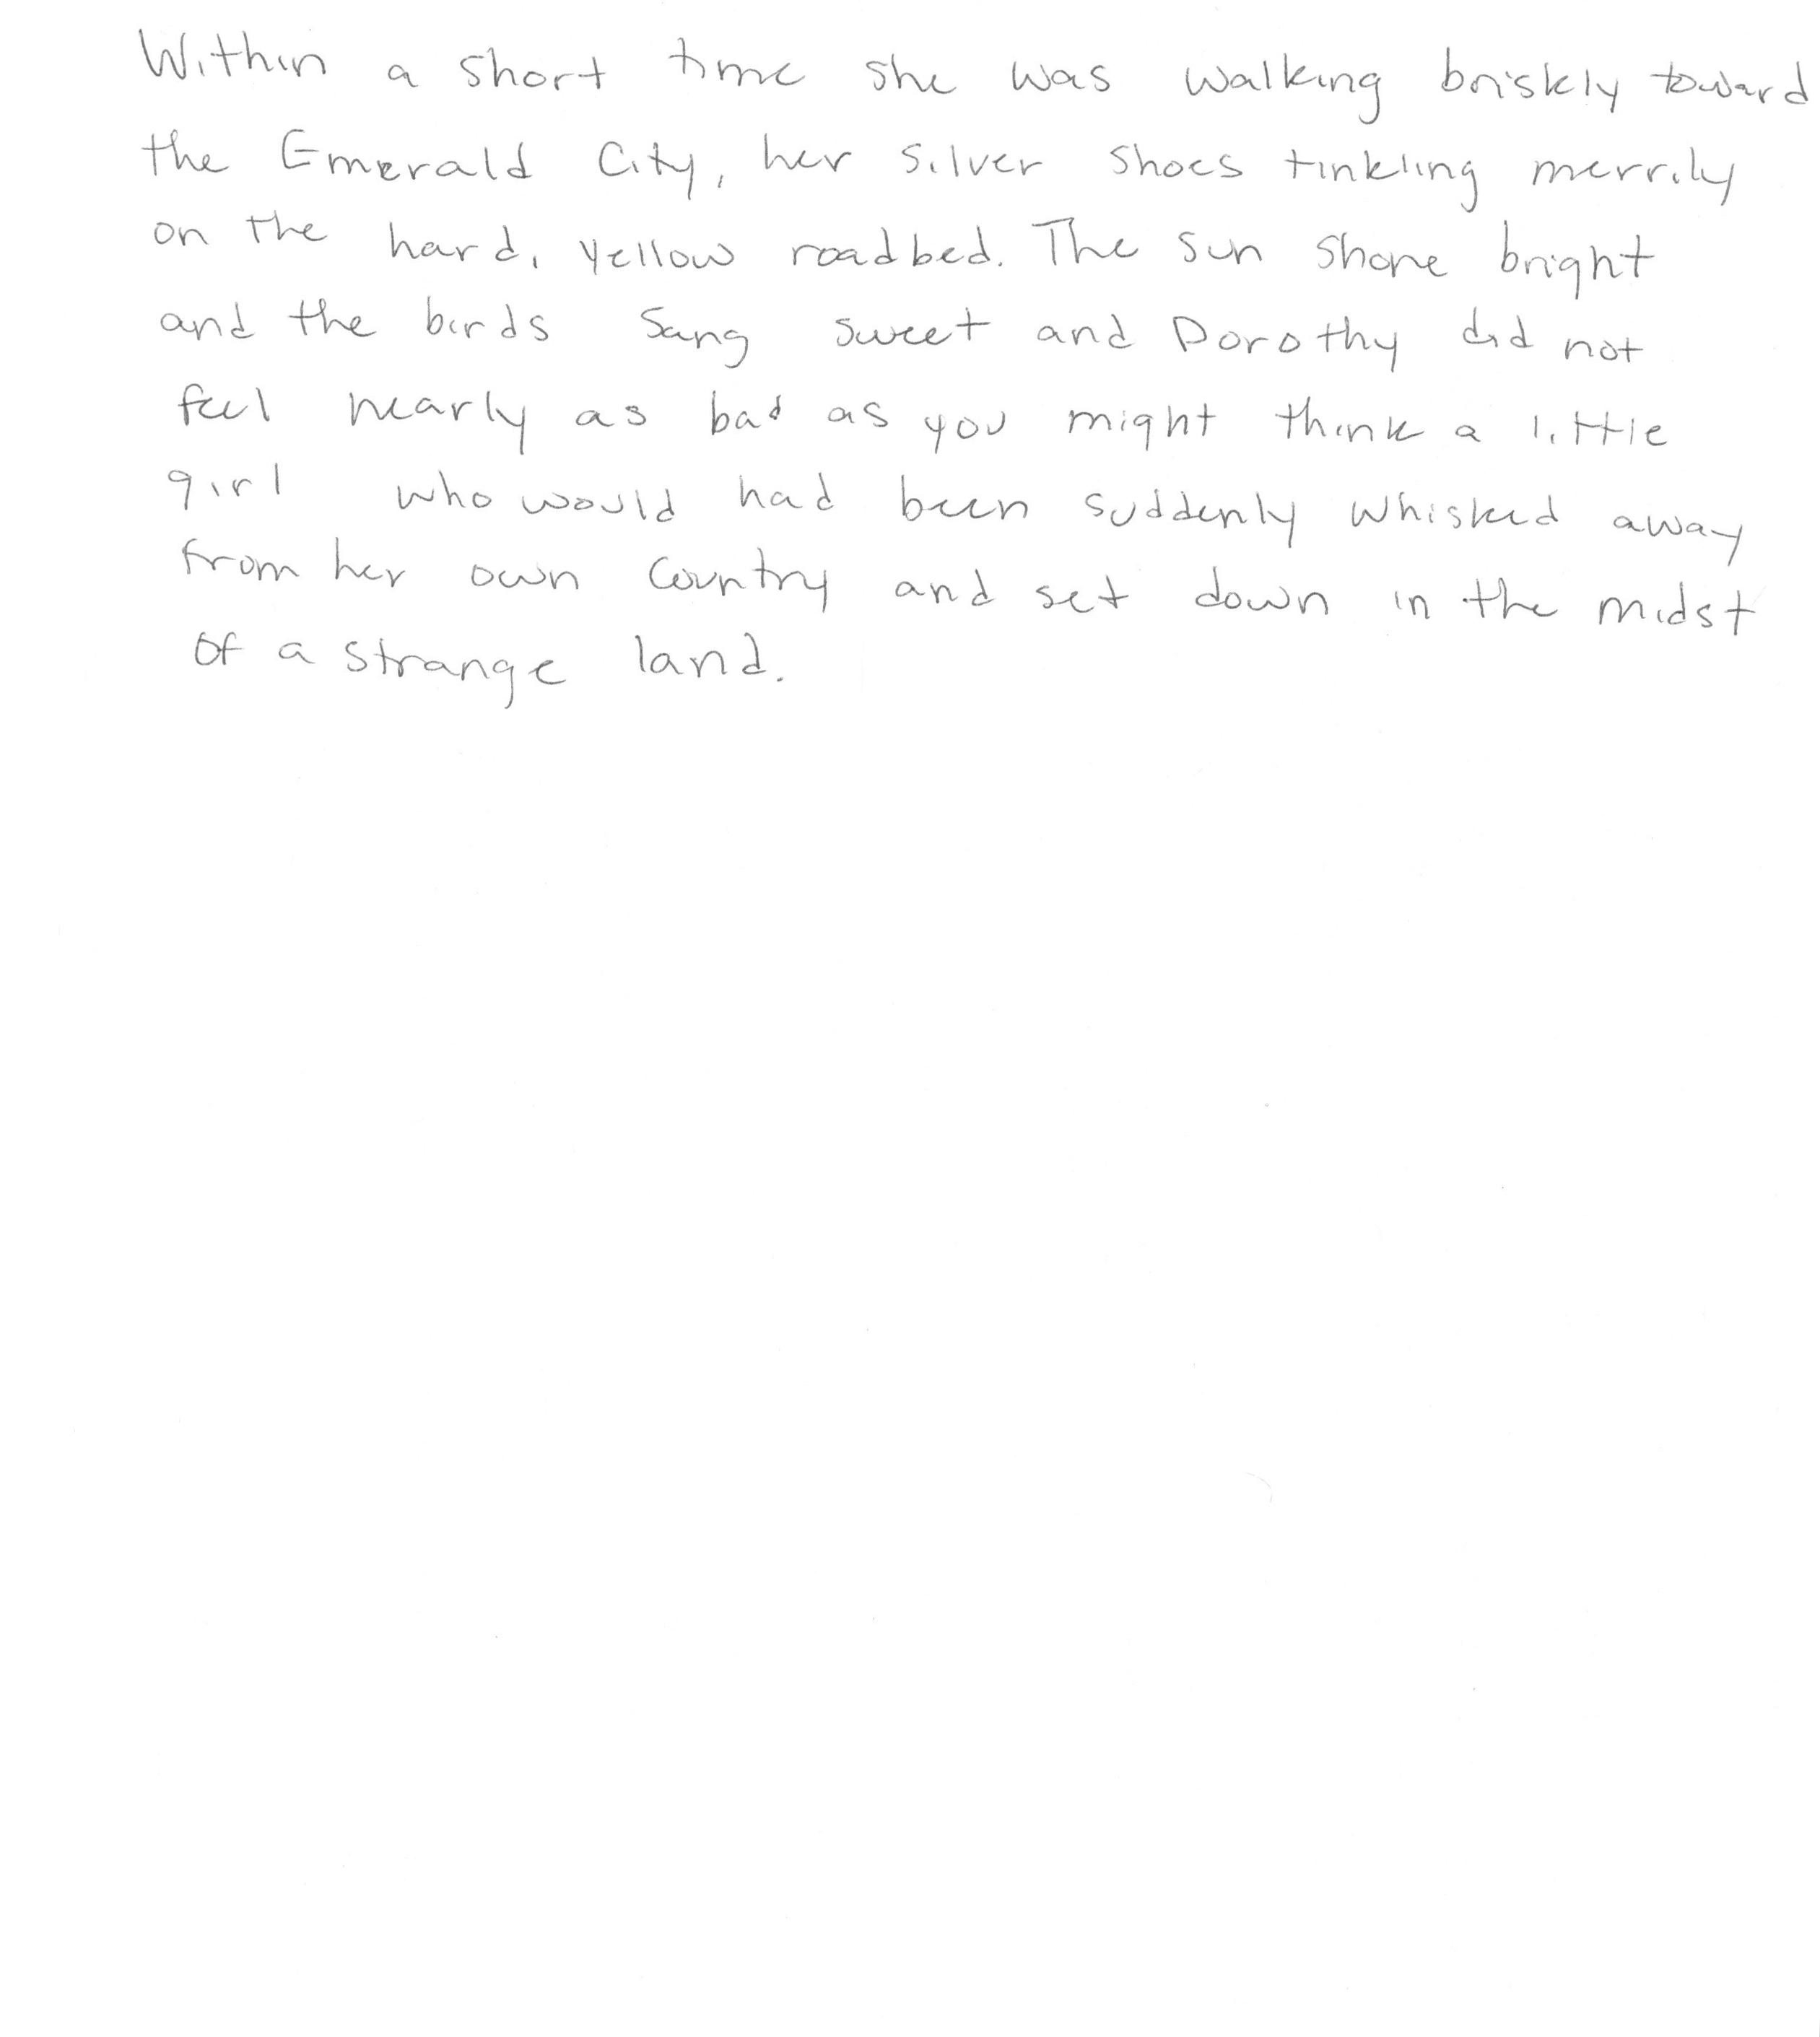 Within a short time she was walking briskly toward
the Emerald City, her silver shoes tinkling merrily
on the hard, yellow roadbed. The sun shone bright
and the birds sang sweet and Dorothy did not
feel nearly as bad as you might think a little
girl who would had been suddenly whisked away
from her own country and set down in the midst
of a strange land.